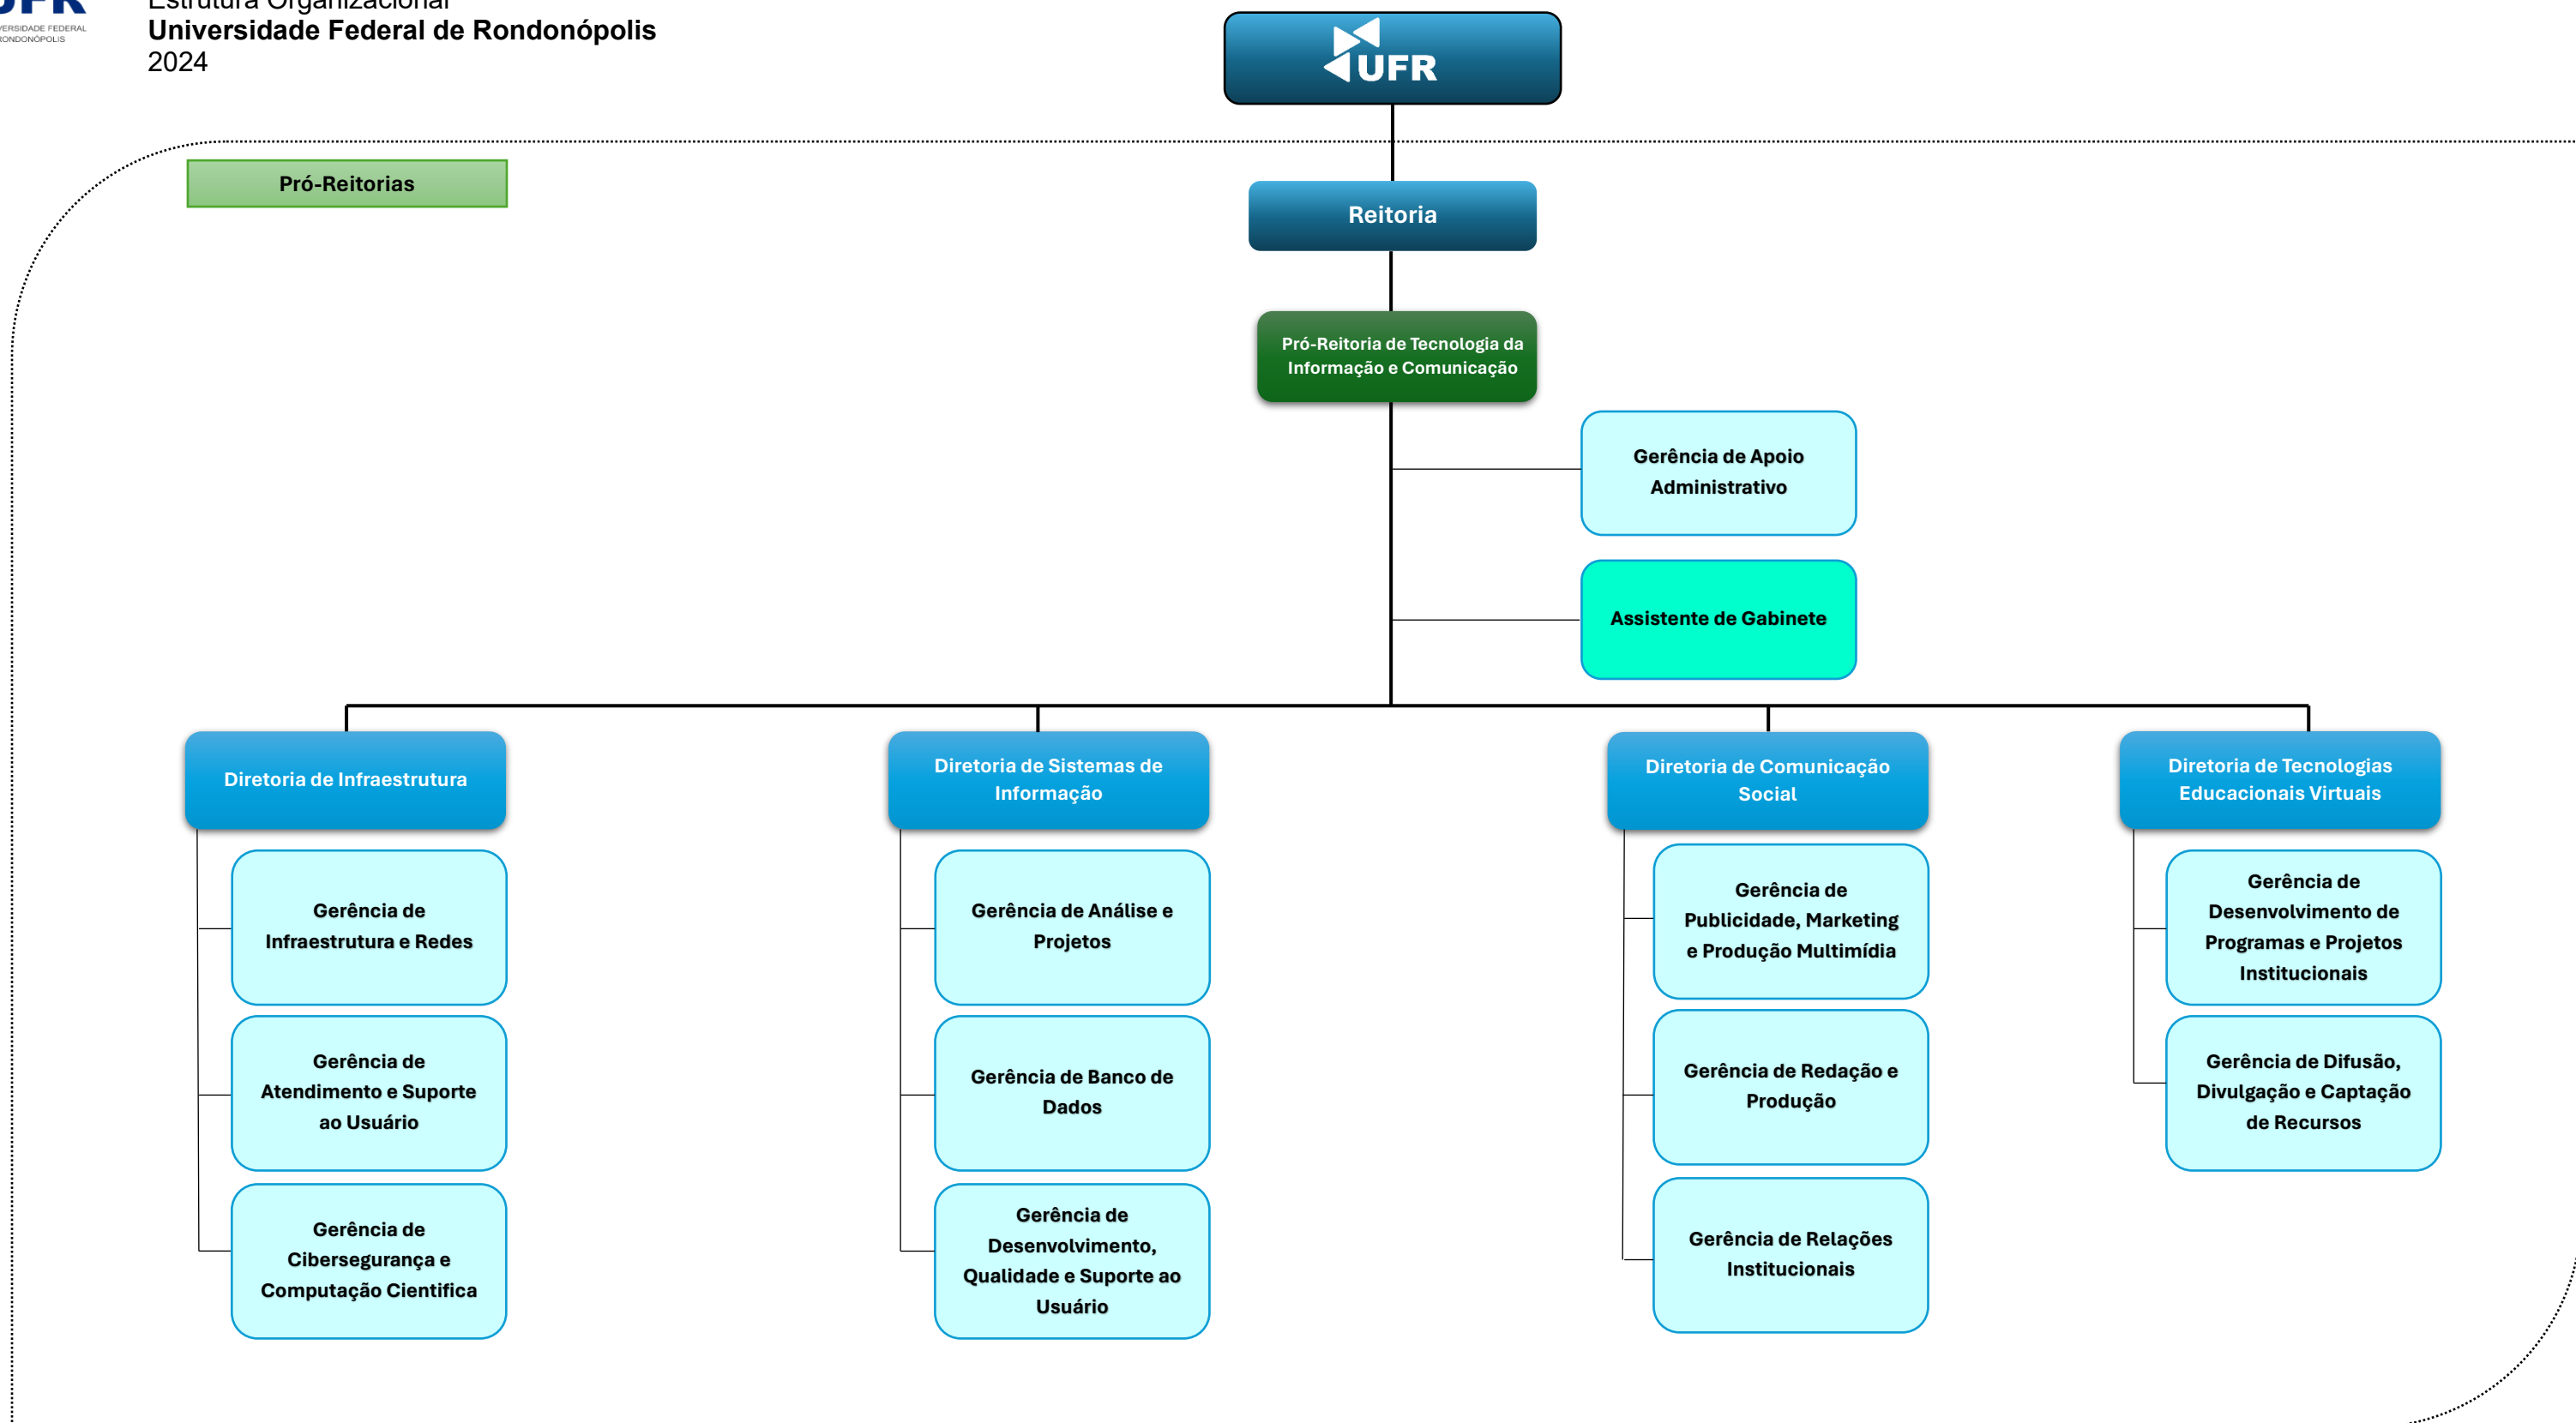 Estrutura Organizacional
Universidade Federal de Rondonópolis
2024
UFR
Pró-Reitorias
Reitoria
Pró-Reitoria de Tecnologia da
Informação e Comunicação
Gerência de Apoio
Administrativo
Assistente de Gabinete
Diretoria de Infraestrutura
Gerência de
Infraestrutura e Redes
Gerência de
Atendimento e Suporte
ao Usuário
Gerência de
Cibersegurança e
Computação Cientifica
Diretoria de Sistemas de
Informação
Gerência de Análise e
Projetos
Gerência de Banco de
Dados
Gerência de
Desenvolvimento,
Qualidade e Suporte ao
Usuário
Diretoria de Comunicação
Social
Gerência de
Publicidade, Marketing
e Produção Multimídia
Gerência de Redação e
Produção
Gerência de Relações
Institucionais
Diretoria de Tecnologias
Educacionais Virtuais
Gerência de
Desenvolvimento de
Programas e Projetos
Institucionais
Gerência de Difusão,
Divulgação e Captação
de Recursos